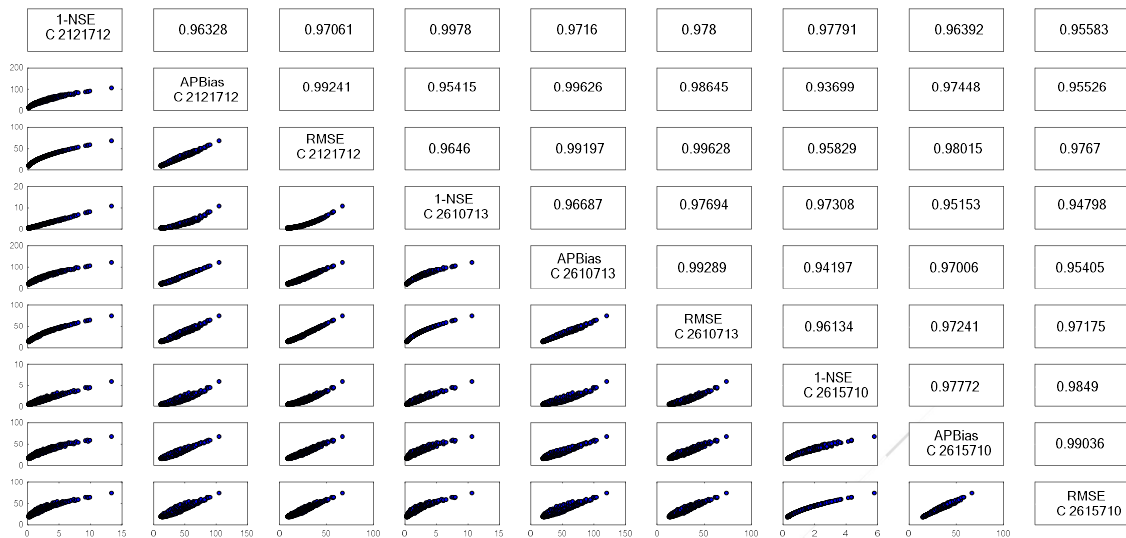 1-NSE
C 2121712
0.96328
0.97061
0.9978
0.9716
0.978
0.97791
0.96392
0.95583
200
100
0
APBias
C 2121712
0.99241
0.95415
0.99626
0.98645
0.93699
0.97448
0.95526
100
50
0
RMSE
C 2121712
0.9646
0.99197
0.99628
0.95829
0.98015
0.9767
20
10
0
1-NSE
C 2610713
0.96687
0.97694
0.97308
0.95153
0.94798
200
100
0
APBias
C 2610713
0.99289
0.94197
0.97006
0.95405
100
50
0
RMSE
C 2610713
0.96134
0.97241
0.97175
10
5
0
1-NSE
C 2615710
0.97772
0.9849
100
50
0
APBias
C 2615710
0.99036
100
50
0
RMSE
C 2615710
0 5 10 15
0 50 100 150
0 50 100
0 5 10 15
0 50 100 150
0 50 100
0 2 4 6
0 50 100